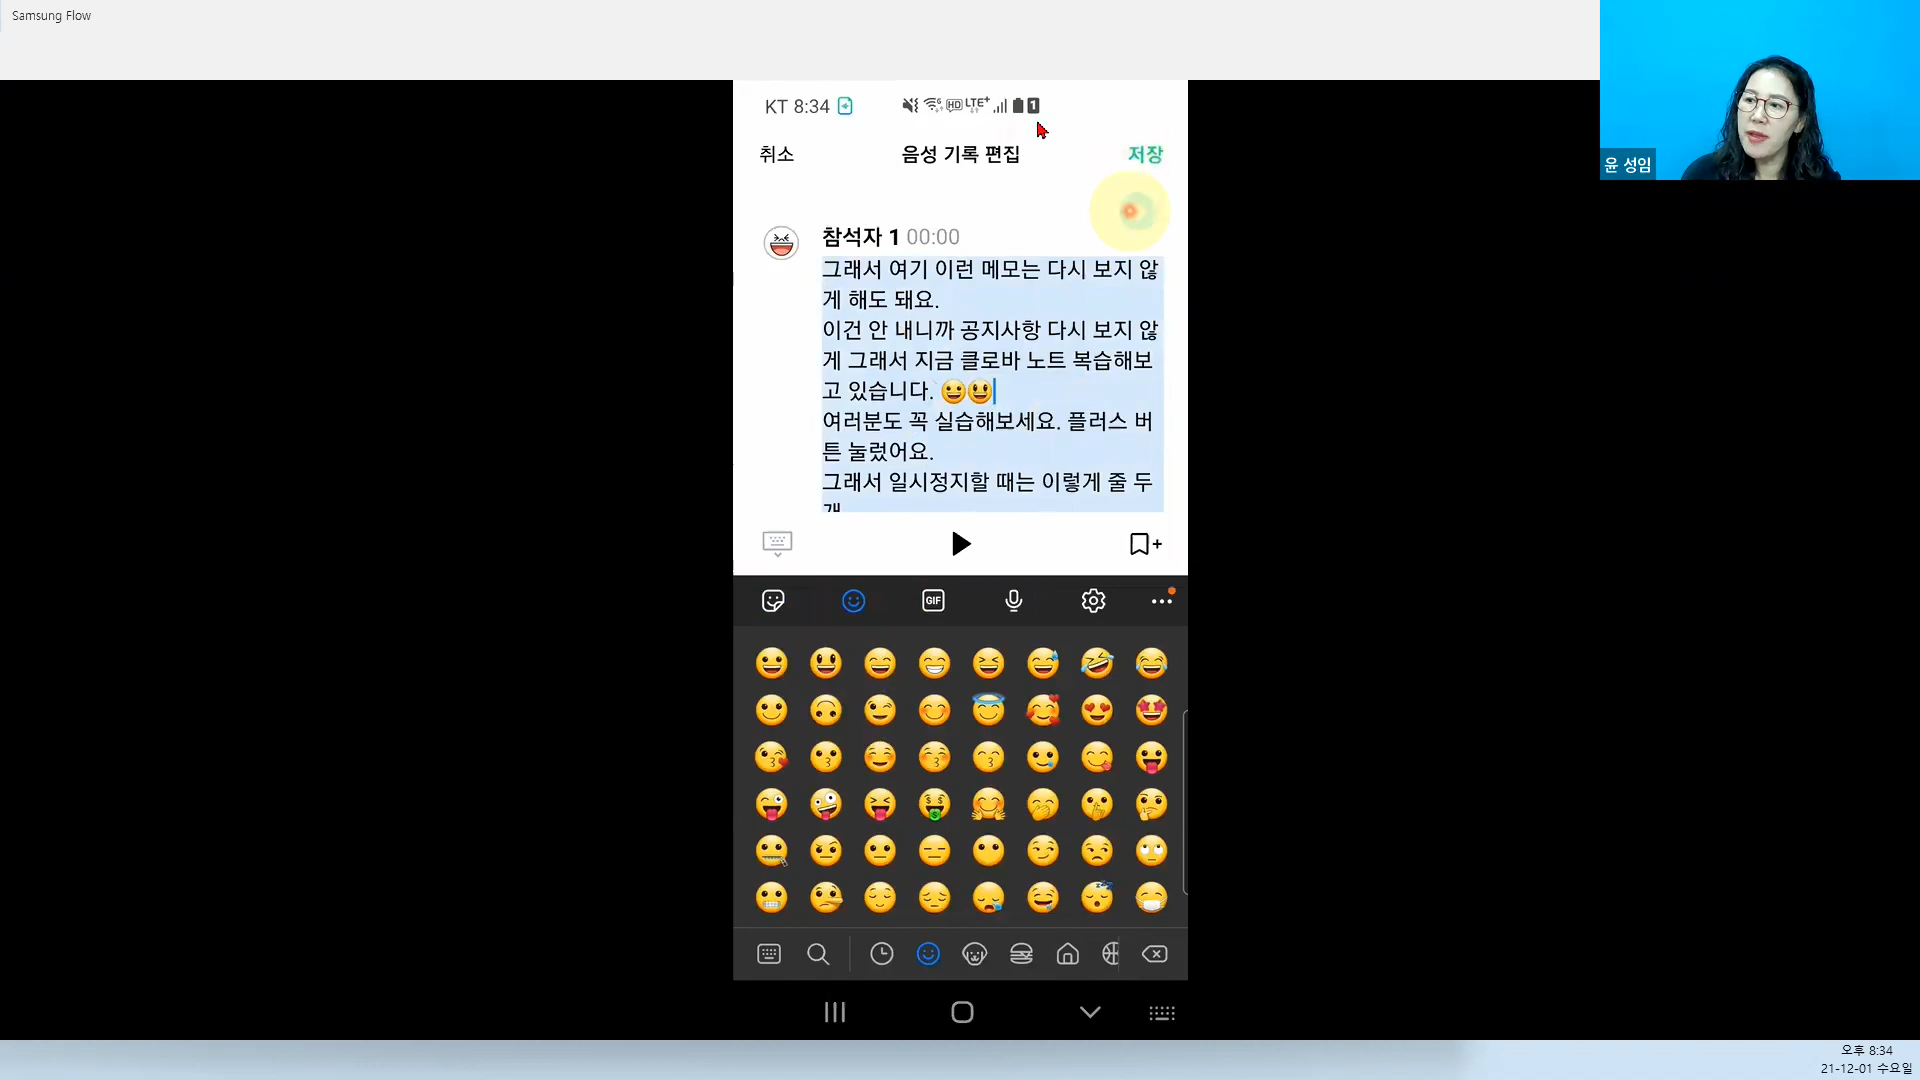 Samsung Flow
윤 성임
KT 8:34
HD LTE+ 1
취소
음성 기록 편집
저장
참석자 1 00:00
그래서 여기 이런 메모는 다시 보지 않
게 해도 돼요.
이건 안 내니까 공지사항 다시 보지 않
게 그래서 지금 클로바 노트 복습해보
고 있습니다. 😀😃
여러분도 꼭 실습해보세요. 플러스 버
튼 눌렀어요.
그래서 일시정지할 때는 이렇게 줄 두
GIF
오후 8:34
21-12-01 수요일